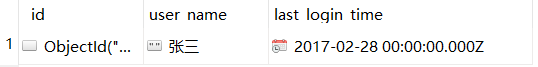 id user name last login time
1 ObjectId("... 张三 2017-02-28 00:00:00.000Z